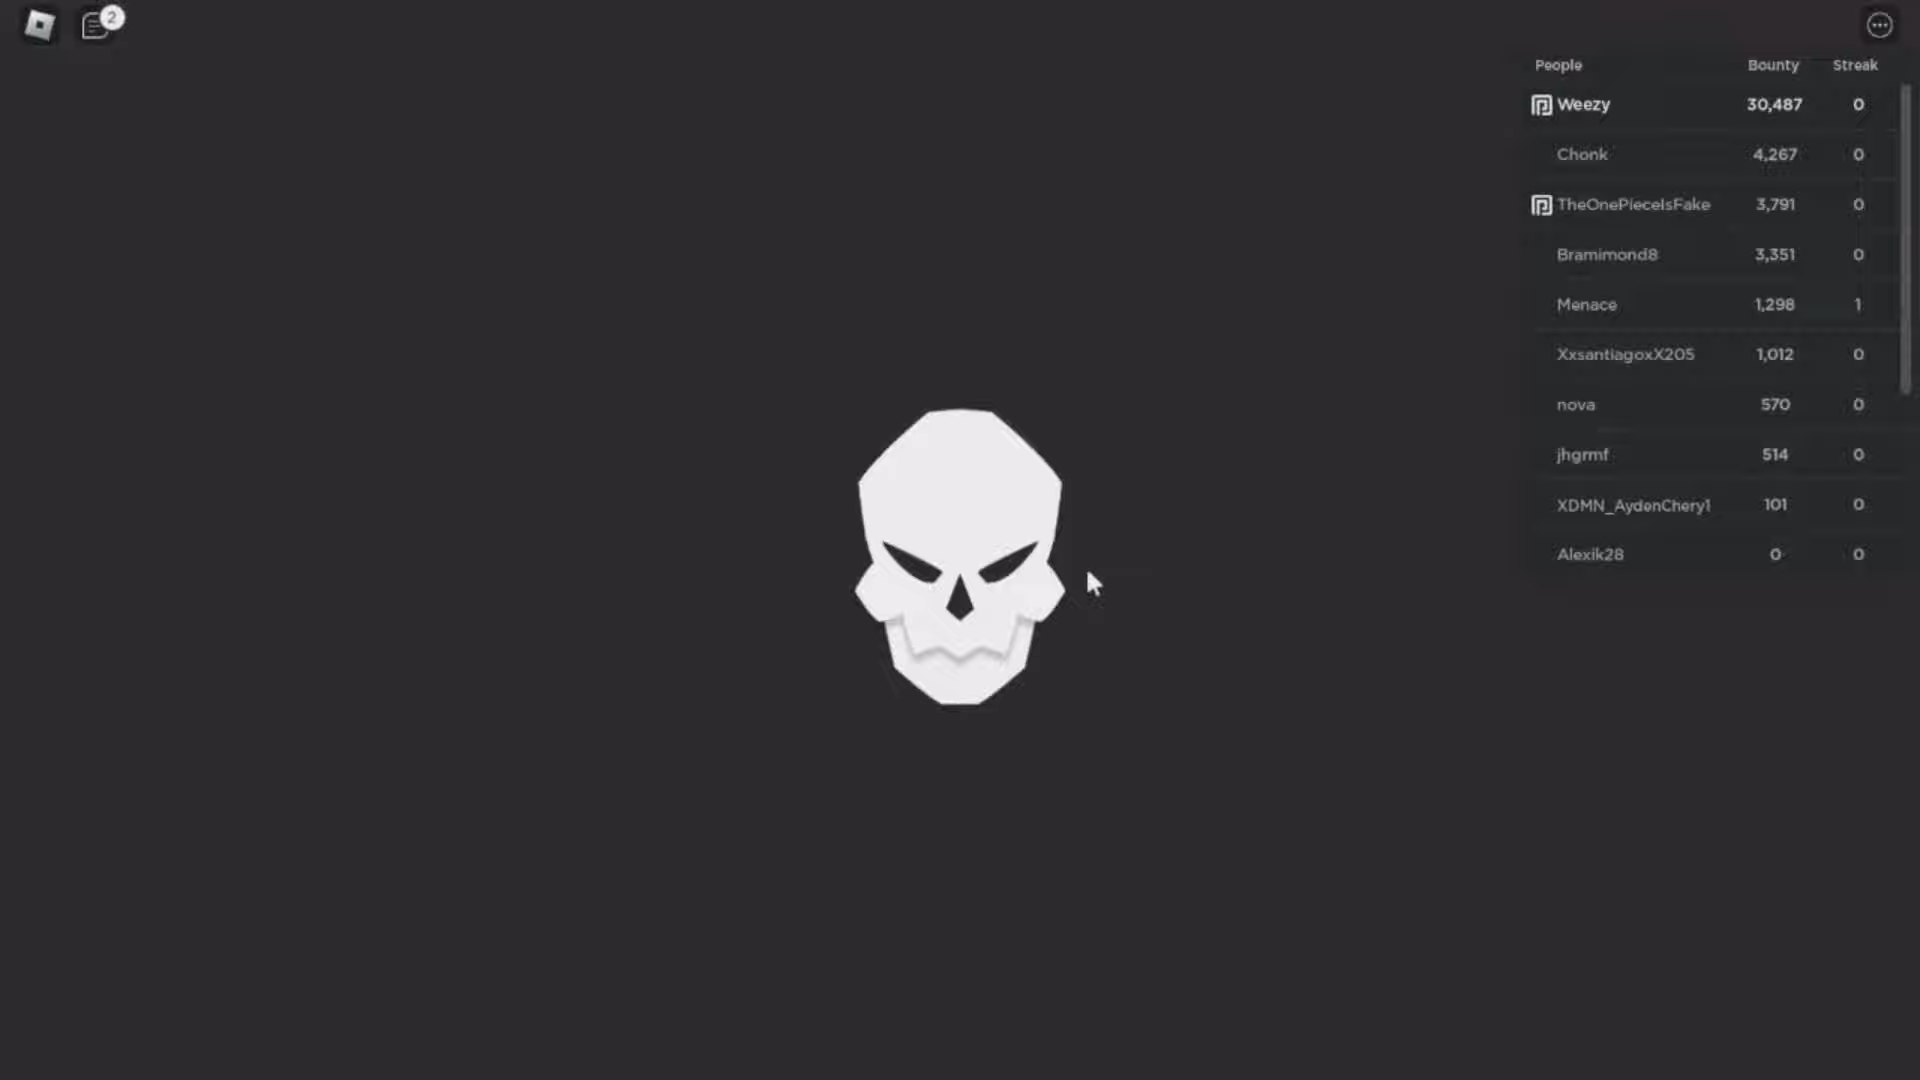 2
People Bounty Streak
Weezy 30,487 0
Chonk 4,267 0
TheOnePieceIsFake 3,791 0
Bramimond8 3,351 0
Menace 1,298 1
XxsantiagoxX205 1,012 0
nova 570 0
jhgrmf 514 0
XDMN_AydenChery1 101 0
Alexik28 0 0